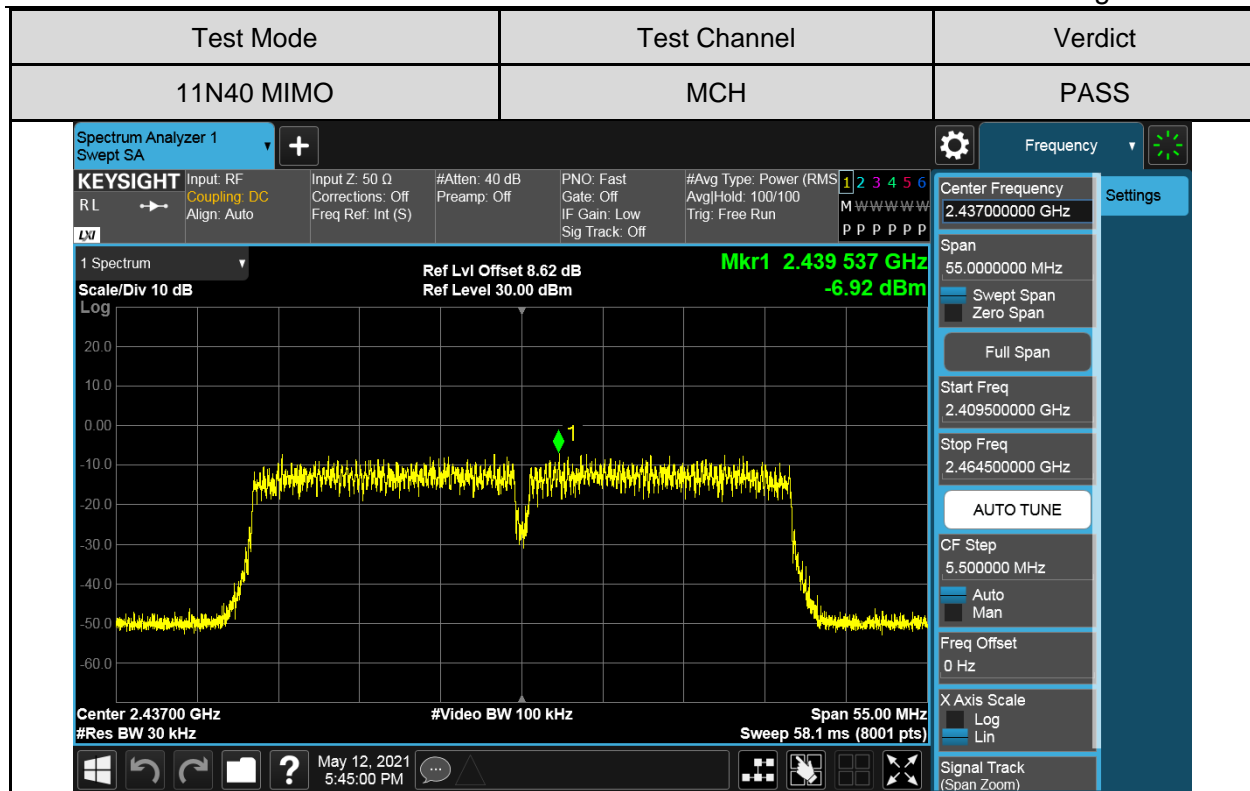 Test Mode Test Channel Verdict
11N40 MIMO MCH PASS
Spectrum Analyzer 1
Swept SA
+
Frequency
KEYSIGHT
RL
LXI
Input: RF
Coupling: DC
Align: Auto
Input Z: 50 Ω
Corrections: Off
Freq Ref: Int (S)
#Atten: 40 dB
Preamp: Off
PNO: Fast
Gate: Off
IF Gain: Low
Sig Track: Off
#Avg Type: Power (RMS
Avg|Hold: 100/100
Trig: Free Run
1 2 3 4 5 6
M W W W W W
P P P P P P
1 Spectrum
Scale/Div 10 dB
Log
Ref Lvl Offset 8.62 dB
Ref Level 30.00 dBm
Mkr1 2.439 537 GHz
-6.92 dBm
20.0
10.0
0.00
-10.0
-20.0
-30.0
-40.0
-50.0
-60.0
1
Center 2.43700 GHz
#Res BW 30 kHz
#Video BW 100 kHz
Span 55.00 MHz
Sweep 58.1 ms (8001 pts)
Center Frequency
2.437000000 GHz
Settings
Span
55.0000000 MHz
Swept Span
Zero Span
Full Span
Start Freq
2.409500000 GHz
Stop Freq
2.464500000 GHz
AUTO TUNE
CF Step
5.500000 MHz
Auto
Man
Freq Offset
0 Hz
X Axis Scale
Log
Lin
Signal Track
(Span Zoom)
?
May 12, 2021
5:45:00 PM